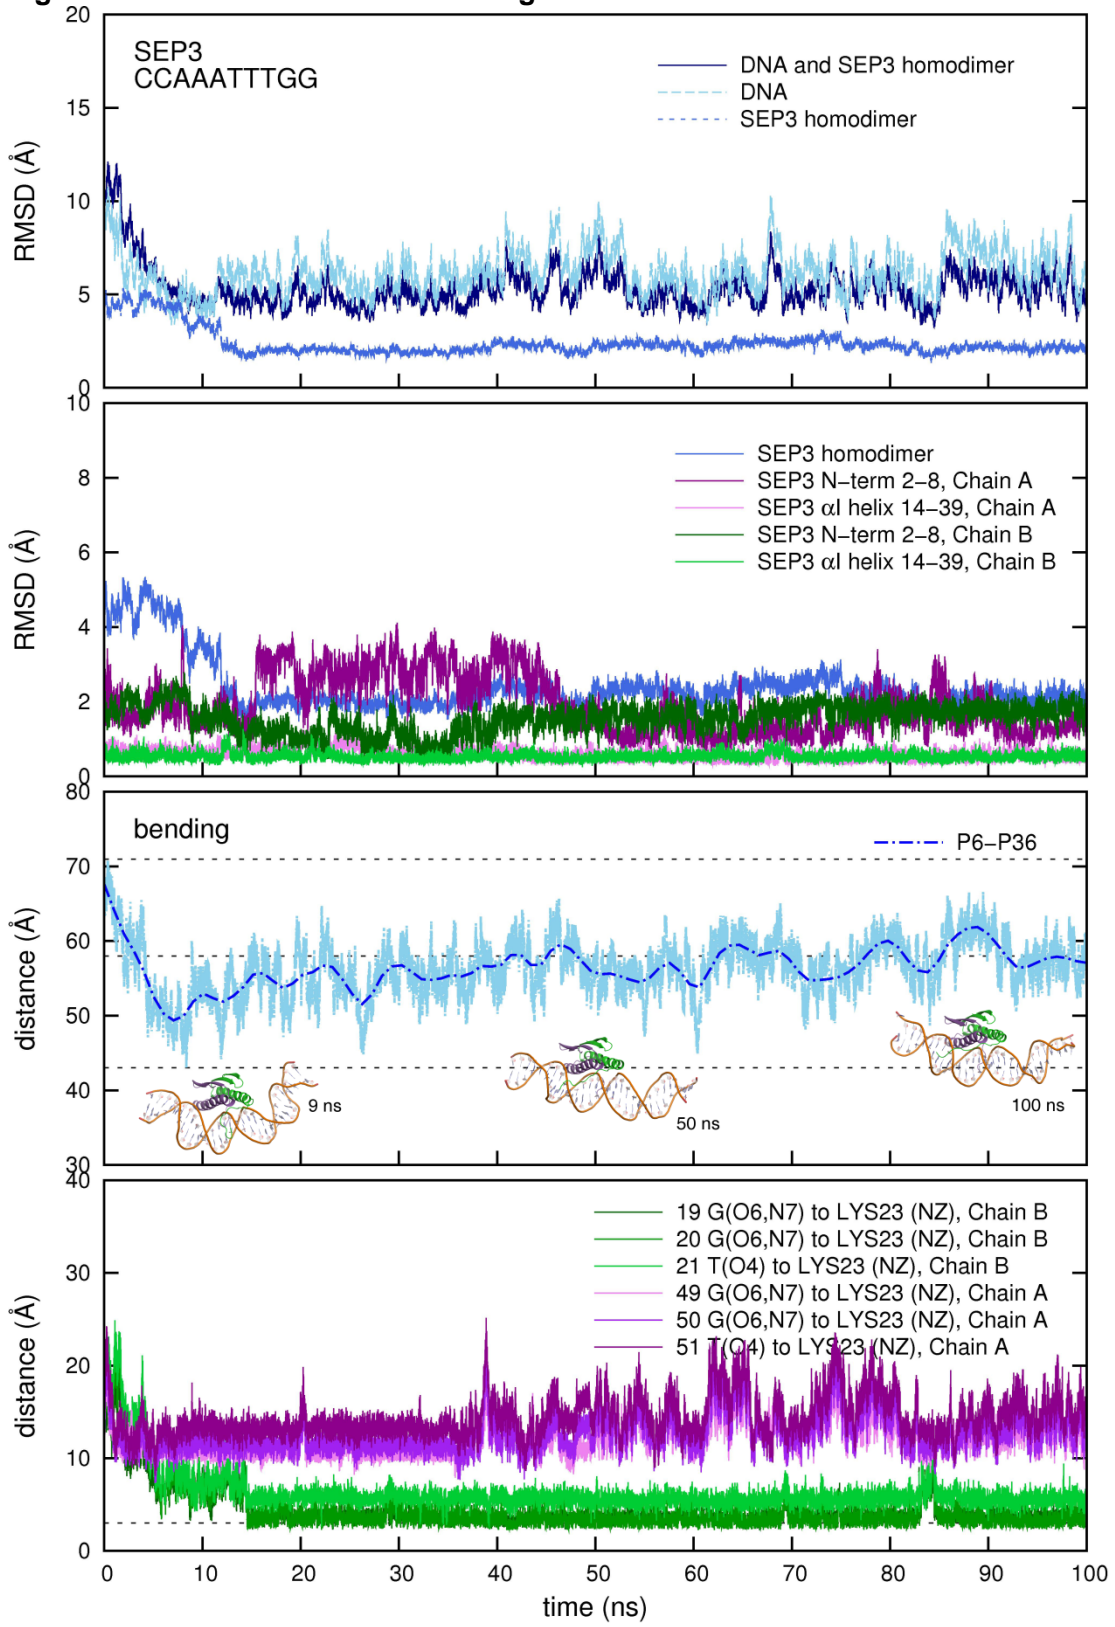 SEP3
CCAAATTTGG
DNA and SEP3 homodimer
DNA
SEP3 homodimer
20
15
10
5
0
RMSD (Å)
10
8
6
4
2
0
RMSD (Å)
SEP3 homodimer
SEP3 N−term 2−8, Chain A
SEP3 αI helix 14−39, Chain A
SEP3 N−term 2−8, Chain B
SEP3 αI helix 14−39, Chain B
80
70
60
50
40
30
distance (Å)
bending
P6−P36
9 ns
50 ns
100 ns
40
30
20
10
0
distance (Å)
19 G(O6,N7) to LYS23 (NZ), Chain B
20 G(O6,N7) to LYS23 (NZ), Chain B
21 T(O4) to LYS23 (NZ), Chain B
49 G(O6,N7) to LYS23 (NZ), Chain A
50 G(O6,N7) to LYS23 (NZ), Chain A
51 T(O4) to LYS23 (NZ), Chain A
0 10 20 30 40 50 60 70 80 90 100
time (ns)